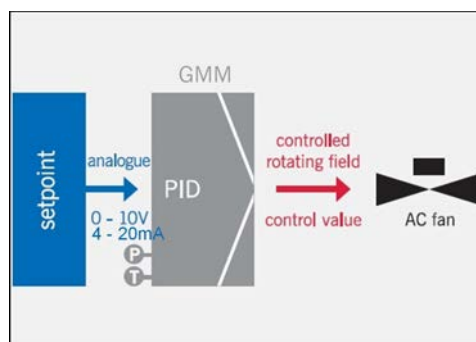 GMM
setpoint
analogue
0 - 10V
4 - 20mA
PID
P
T
controlled
rotating field
control value
AC fan